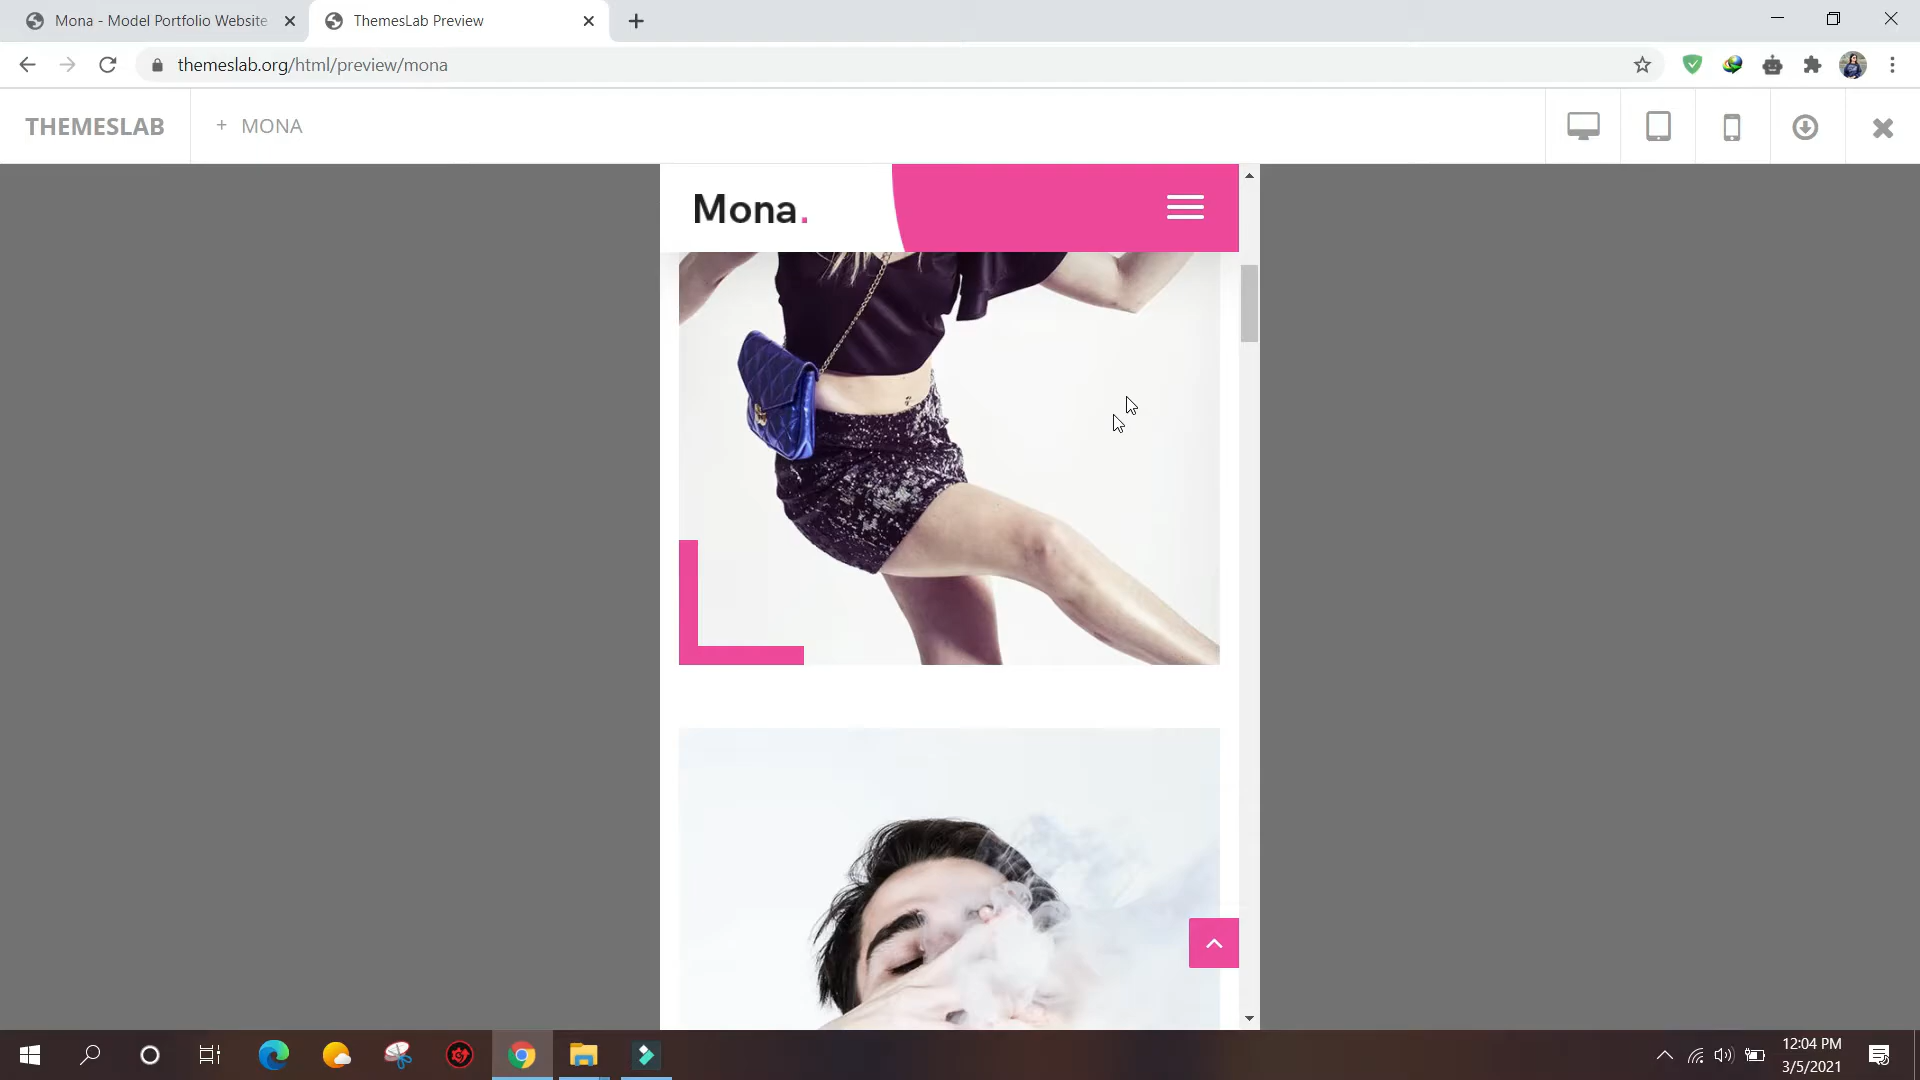 Mona - Model Portfolio Website
ThemesLab Preview
themeslab.org/html/preview/mona
THEMESLAB
+ MONA
Mona.
12:04 PM
3/5/2021